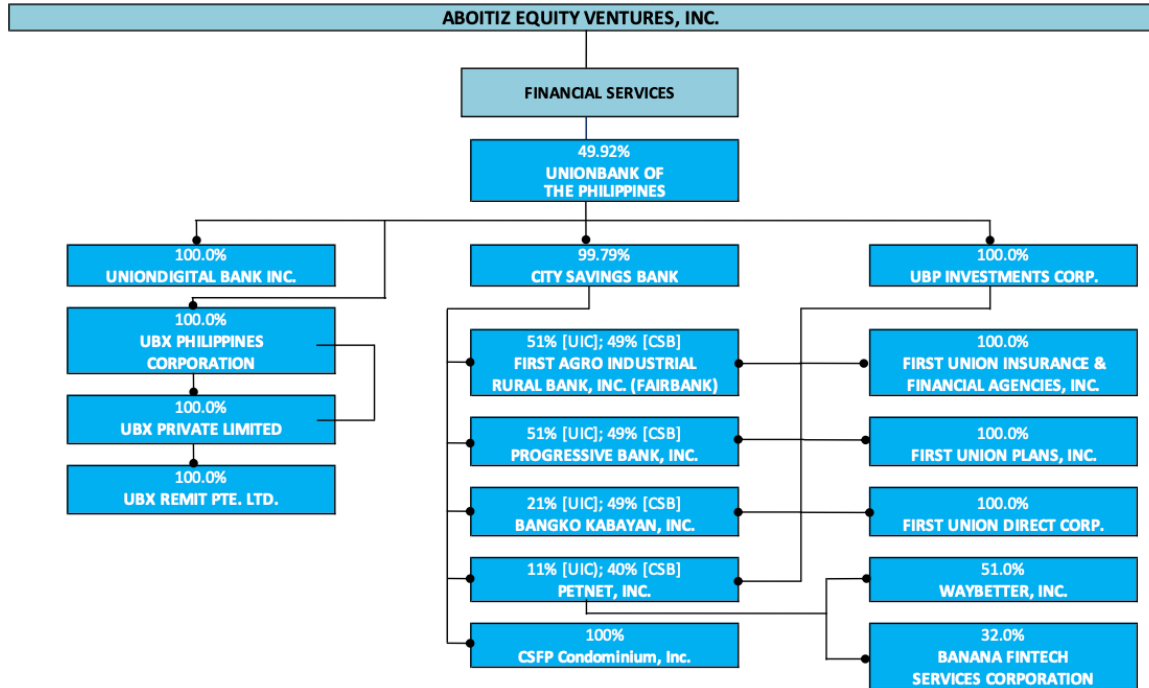 ABOITIZ EQUITY VENTURES, INC.
FINANCIAL SERVICES
49.92%
UNIONBANK OF
THE PHILIPPINES
100.0%
UNIONDIGITAL BANK INC.
99.79%
CITY SAVINGS BANK
100.0%
UBP INVESTMENTS CORP.
100.0%
UBX PHILIPPINES
CORPORATION
100.0%
UBX PRIVATE LIMITED
100.0%
UBX REMIT PTE. LTD.
51% [UIC]; 49% [CSB]
FIRST AGRO INDUSTRIAL
RURAL BANK, INC. (FAIRBANK)
51% [UIC]; 49% [CSB]
PROGRESSIVE BANK, INC.
21% [UIC]; 49% [CSB]
BANGKO KABAYAN, INC.
11% [UIC); 40% [CSB]
PETNET, INC.
100%
CSFP Condominium, Inc.
100.0%
FIRST UNION INSURANCE &
FINANCIAL AGENCIES, INC.
100.0%
FIRST UNION PLANS, INC.
100.0%
FIRST UNION DIRECT CORP.
51.0%
WAYBETTER, INC.
32.0%
BANANA FINTECH
SERVICES CORPORATION